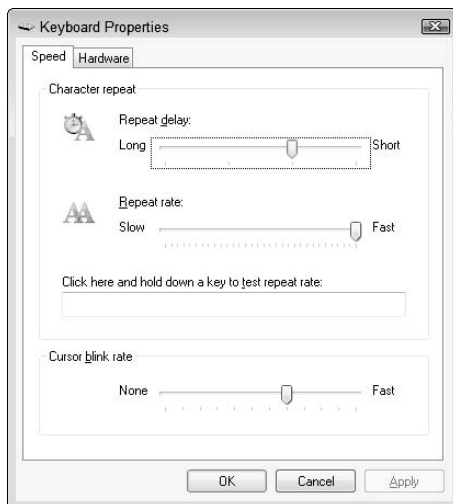 Keyboard Properties
Speed Hardware
Character repeat
Repeat delay:
Long Short
Repeat rate:
Slow Fast
Click here and hold down a key to test repeat rate:
Cursor blink rate
None Fast
OK Cancel Apply